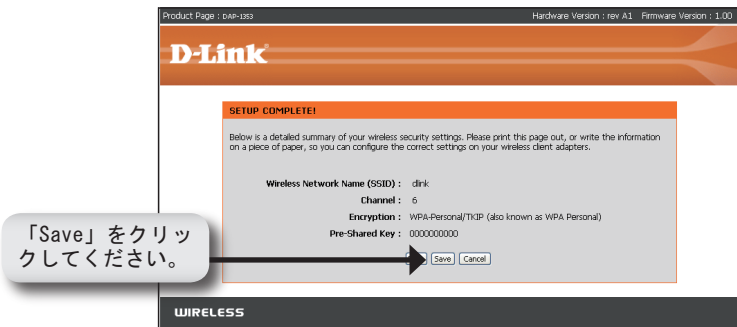 Product Page : DAP-1353 Hardware Version : rev A1 Firmware Version : 1.00
D-Link
SETUP COMPLETE!
Below is a detailed summary of your wireless security settings. Please print this page out, or write the information
on a piece of paper, so you can configure the correct settings on your wireless client adapters.
Wireless Network Name (SSID) : dlink
Channel : 6
Encryption : WPA-Personal/TKIP (also known as WPA Personal)
Pre-Shared Key : 0000000000
「Save」をクリッ
クしてください。
Save Cancel
WIRELESS